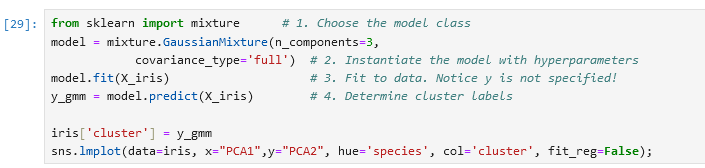 [29]: from sklearn import mixture # 1. Choose the model class
model = mixture.GaussianMixture(n_components=3,
covariance_type='full') # 2. Instantiate the model with hyperparameters
model.fit(X_iris) # 3. Fit to data. Notice y is not specified!
y_gmm = model.predict(X_iris) # 4. Determine cluster labels
iris['cluster'] = y_gmm
sns.lmplot(data=iris, x="PCA1",y="PCA2", hue='species', col='cluster', fit_reg=False);